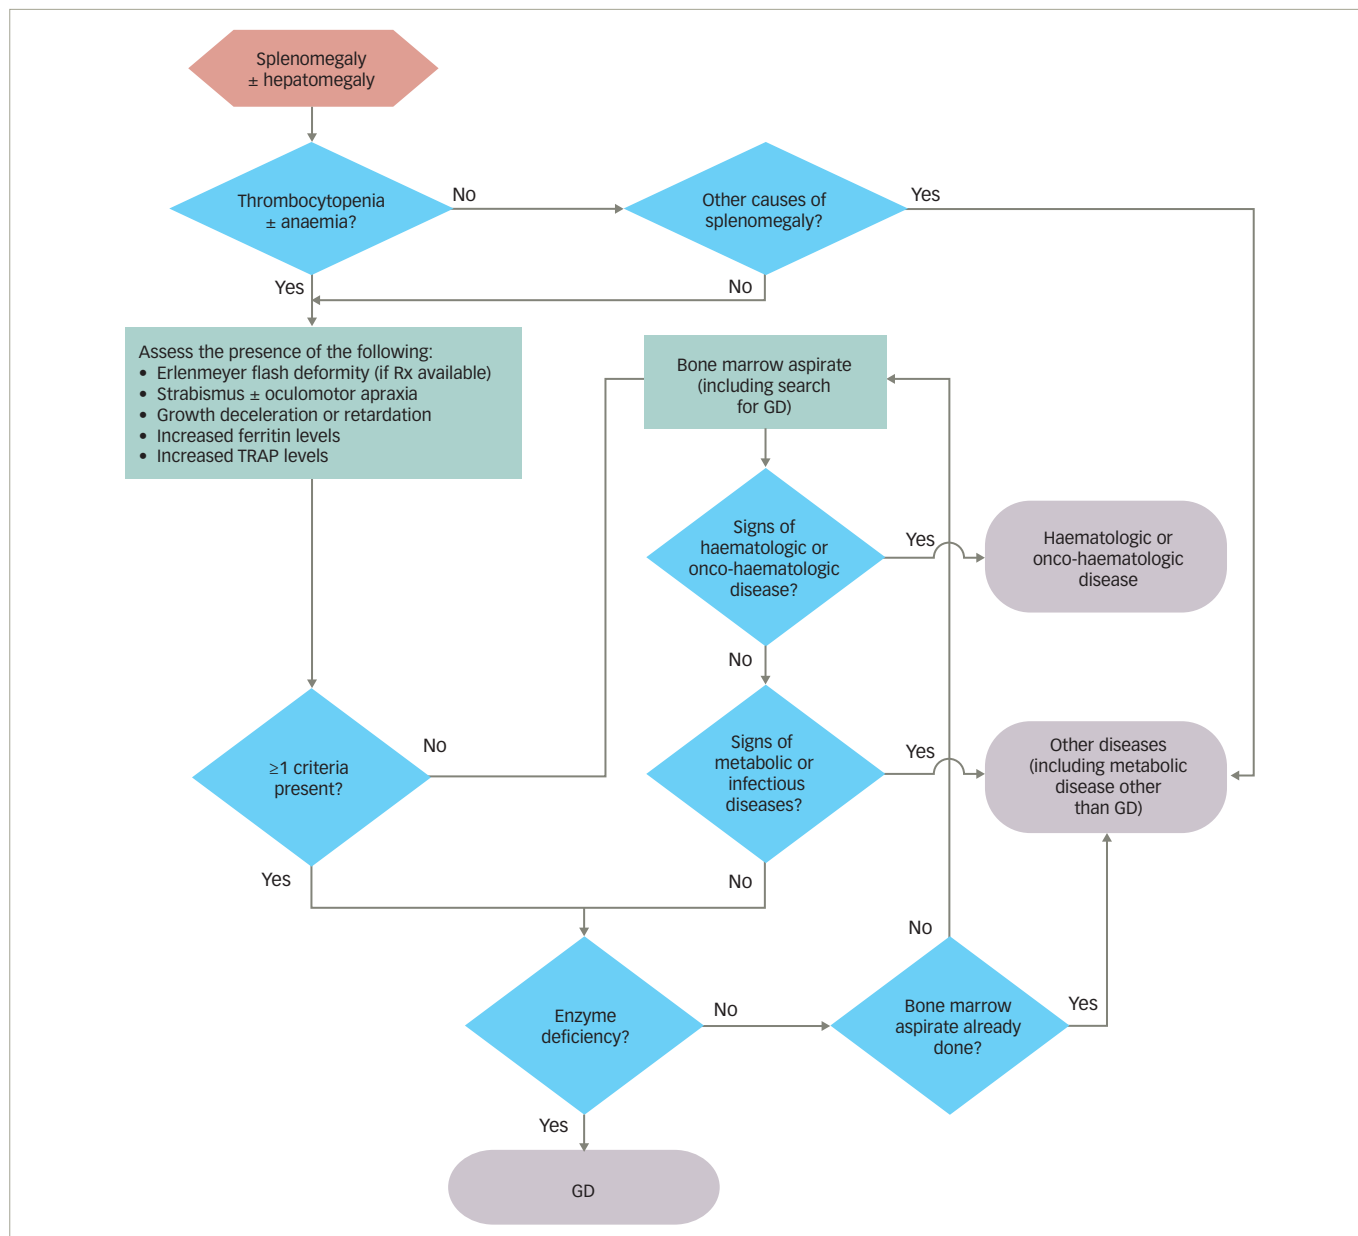 Splenomegaly
± hepatomegaly
Thrombocytopenia
± anaemia?
No
Other causes of
splenomegaly?
Yes
Yes
No
Assess the presence of the following:
• Erlenmeyer flash deformity (if Rx available)
• Strabismus ± oculomotor apraxia
• Growth deceleration or retardation
• Increased ferritin levels
• Increased TRAP levels
Bone marrow aspirate
(including search
for GD)
Signs of
haematologic or
onco-haematologic
disease?
Yes
Haematologic or
onco-haematologic
disease
No
≥1 criteria
present?
No
Signs of
metabolic or
infectious
diseases?
Yes
Other diseases
(including metabolic
disease other
than GD)
Yes
No
Enzyme
deficiency?
No
Bone marrow
aspirate already
done?
No
Yes
Yes
GD